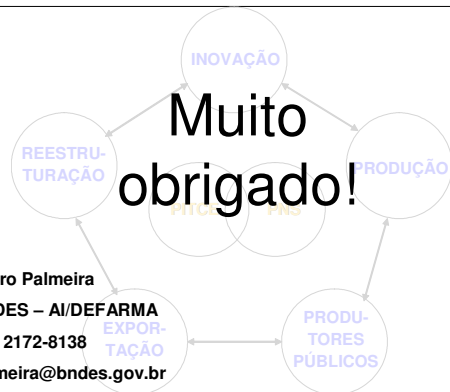 INOVAÇÃO
Muito
obrigado!
REESTRU-
TURAÇÃO
PRODUÇÃO
PITCE
PNS
ro Palmeira
DES – AI/DEFARMA
2172-8138
meira@bndes.gov.br
EXPOR-
TAÇÃO
PRODU-
TORES
PÚBLICOS